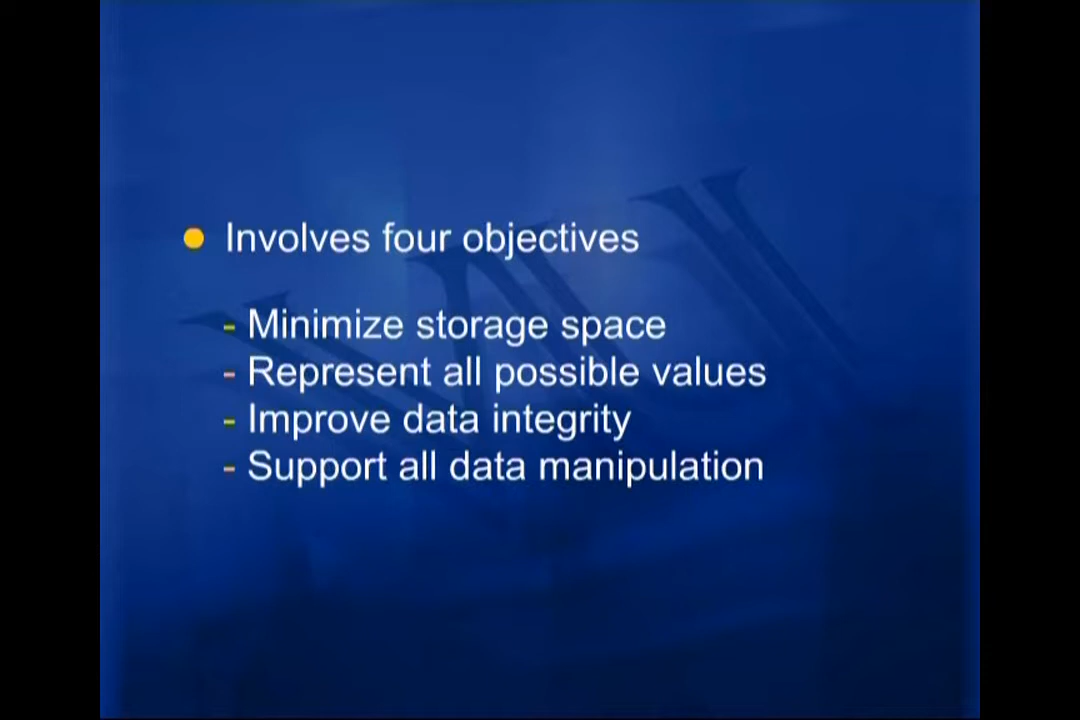 ● Involves four objectives
- Minimize storage space
- Represent all possible values
- Improve data integrity
- Support all data manipulation